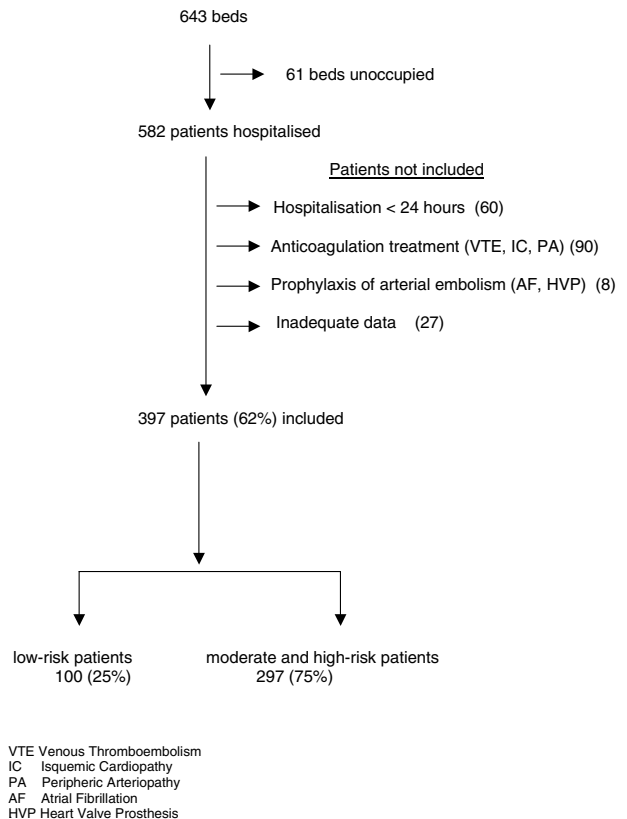 643 beds
61 beds unoccupied
582 patients hospitalised
Patients not included
Hospitalisation < 24 hours (60)
Anticoagulation treatment (VTE, IC, PA) (90)
Prophylaxis of arterial embolism (AF, HVP) (8)
Inadequate data (27)
397 patients (62%) included
low-risk patients
100 (25%)
moderate and high-risk patients
297 (75%)
VTE Venous Thromboembolism
IC Isquemic Cardiopathy
PA Peripheric Arteriopathy
AF Atrial Fibrillation
HVP Heart Valve Prosthesis